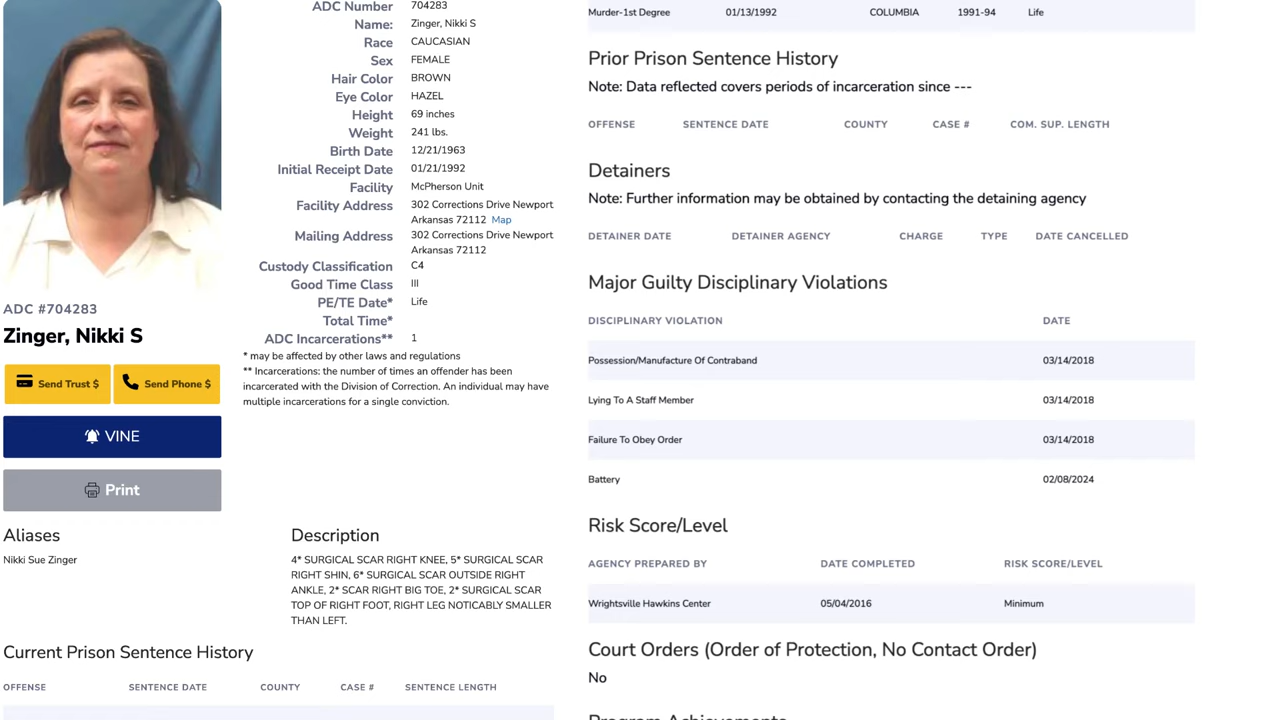 ADC Number 704283
Name: Zinger, Nikki S
Race CAUCASIAN
Sex FEMALE
Hair Color BROWN
Eye Color HAZEL
Height 69 inches
Weight 241 lbs.
Birth Date 12/21/1963
Initial Receipt Date 01/21/1992
Facility McPherson Unit
Facility Address 302 Corrections Drive Newport
Arkansas 72112 Map
Mailing Address 302 Corrections Drive Newport
Arkansas 72112
Custody Classification C4
Good Time Class III
PE/TE Date* Life
Total Time*
ADC Incarcerations** 1
* may be affected by other laws and regulations
** Incarcerations: the number of times an offender has been
incarcerated with the Division of Correction. An individual may have
multiple incarcerations for a single conviction.
ADC #704283
Zinger, Nikki S
Send Trust $ Send Phone $
VINE
Print
Aliases
Nikki Sue Zinger
Description
4* SURGICAL SCAR RIGHT KNEE, 5* SURGICAL SCAR
RIGHT SHIN, 6* SURGICAL SCAR OUTSIDE RIGHT
ANKLE, 2* SCAR RIGHT BIG TOE, 2* SURGICAL SCAR
TOP OF RIGHT FOOT, RIGHT LEG NOTICABLY SMALLER
THAN LEFT.
Current Prison Sentence History
OFFENSE SENTENCE DATE COUNTY CASE # SENTENCE LENGTH
Murder-1st Degree 01/13/1992 COLUMBIA 1991-94 Life
Prior Prison Sentence History
Note: Data reflected covers periods of incarceration since ---
OFFENSE SENTENCE DATE COUNTY CASE # COM. SUP. LENGTH
Detainers
Note: Further information may be obtained by contacting the detaining agency
DETAINER DATE DETAINER AGENCY CHARGE TYPE DATE CANCELLED
Major Guilty Disciplinary Violations
DISCIPLINARY VIOLATION DATE
Possession/Manufacture Of Contraband 03/14/2018
Lying To A Staff Member 03/14/2018
Failure To Obey Order 03/14/2018
Battery 02/08/2024
Risk Score/Level
AGENCY PREPARED BY DATE COMPLETED RISK SCORE/LEVEL
Wrightsville Hawkins Center 05/04/2016 Minimum
Court Orders (Order of Protection, No Contact Order)
No
Program Achievements